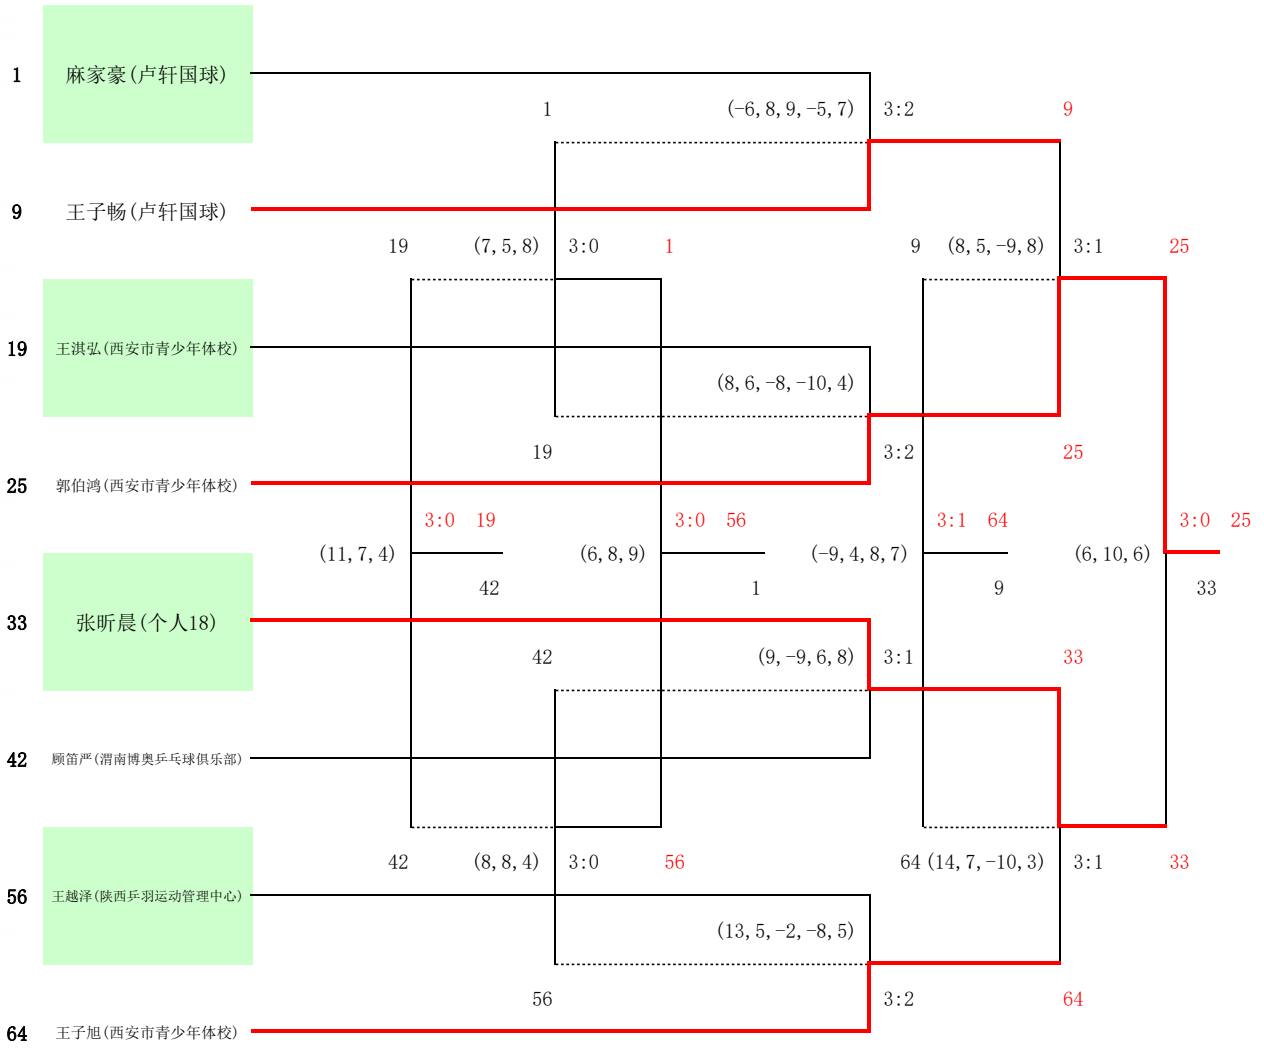 1 麻家豪(卢轩国球)
1 (-6,8,9,-5,7) 3:2 9
9 王子畅(卢轩国球)
19 (7,5,8) 3:0 1 9 (8,5,-9,8) 3:1 25
19 王淇弘(西安市青少年体校)
(8,6,-8,-10,4)
19 3:2 25
25 郭伯鸿(西安市青少年体校)
3:0 19 3:0 56 3:1 64 3:0 25
(11,7,4) (6,8,9) (-9,4,8,7) (6,10,6)
42 1 9 33
33 张昕晨(个人18)
42 (9,-9,6,8) 3:1 33
42 顾笛严(渭南博奥乒乓球俱乐部)
42 (8,8,4) 3:0 56 64 (14,7,-10,3) 3:1 33
56 王越泽(陕西乒羽运动管理中心)
(13,5,-2,-8,5)
56 3:2 64
64 王子旭(西安市青少年体校)